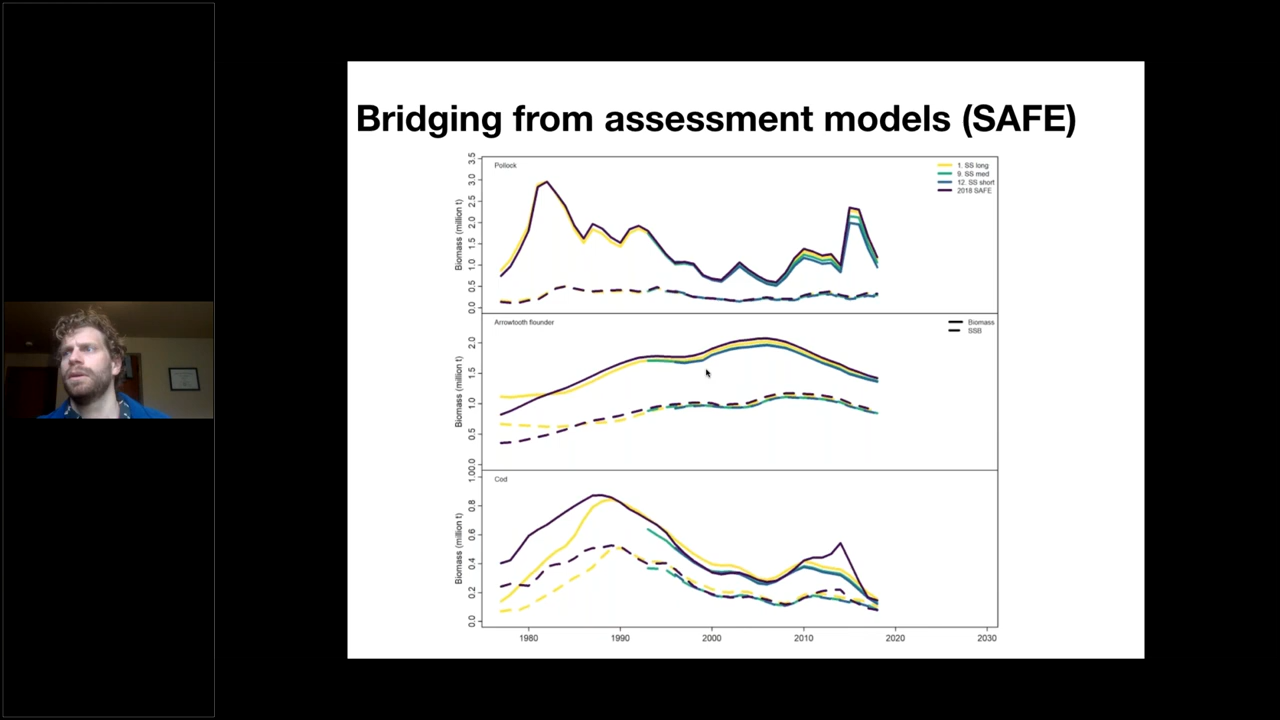 Bridging from assessment models (SAFE)
Pollock
1. SS long
9. SS med
12. SS short
2018 SAFE
Biomass (million t)
0.0 0.5 1.0 1.5 2.0 2.5 3.0 3.5
Arrowtooth flounder
Biomass
SSB
Biomass (million t)
0.0 0.5 1.0 1.5 2.0
Cod
Biomass (million t)
0.0 0.2 0.4 0.6 0.8 1.0
1980 1990 2000 2010 2020 2030